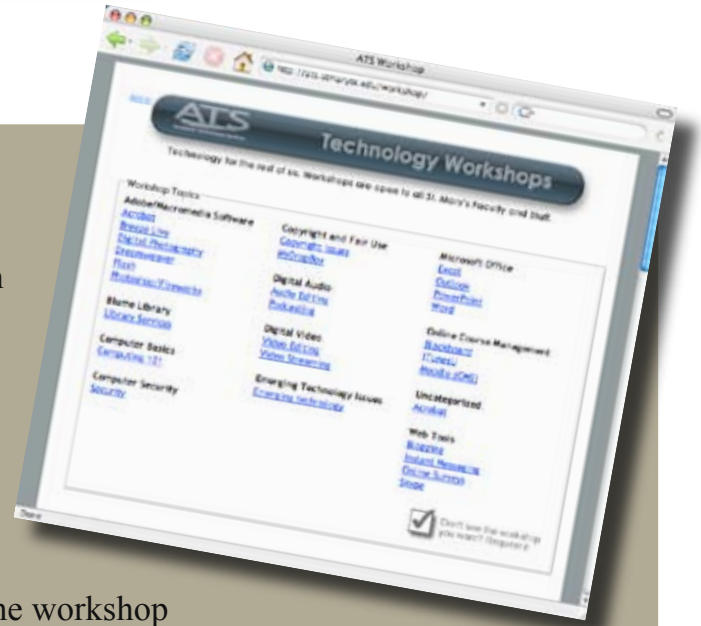 ATS Workshop
ATS
Technology Workshops
Technology for the rest of us. Workshops are open to all St. Mary's Faculty and Staff.
Workshop Topics
Adobe/Macromedia Software
Acrobat
Breeze Live
Digital Photography
Dreamweaver
Flash
Photoshop/Fireworks
Blume Library
Library Services
Computer Basics
Computing 101
Computer Security
Security
Copyright and Fair Use
Copyright Issues
MyDropBox
Digital Audio
Audio Editing
Podcasting
Digital Video
Video Editing
Video Streaming
Emerging Technology Issues
Emerging technology
Microsoft Office
Excel
Outlook
PowerPoint
Word
Online Course Management
Blackboard
iTunesU
Moodle (CMS)
Uncategorized
Acrobat
Web Tools
Blogging
Instant Messaging
Online Surveys
Skype
Don't see the workshop
you want? Request it!
Done
he workshop